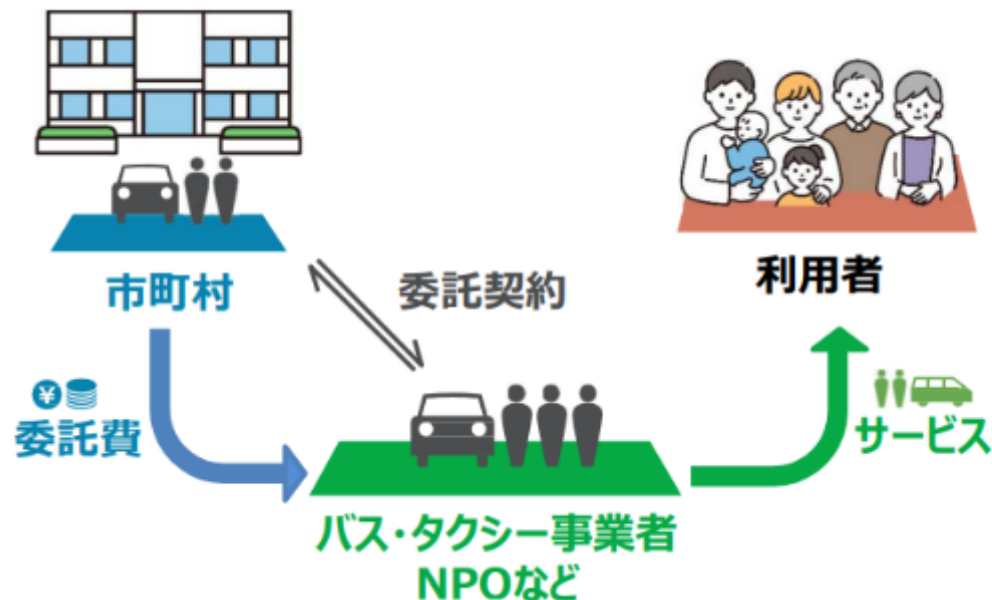 市町村
利用者
委託契約
¥
委託費
サービス
バス・タクシー事業者
NPOなど